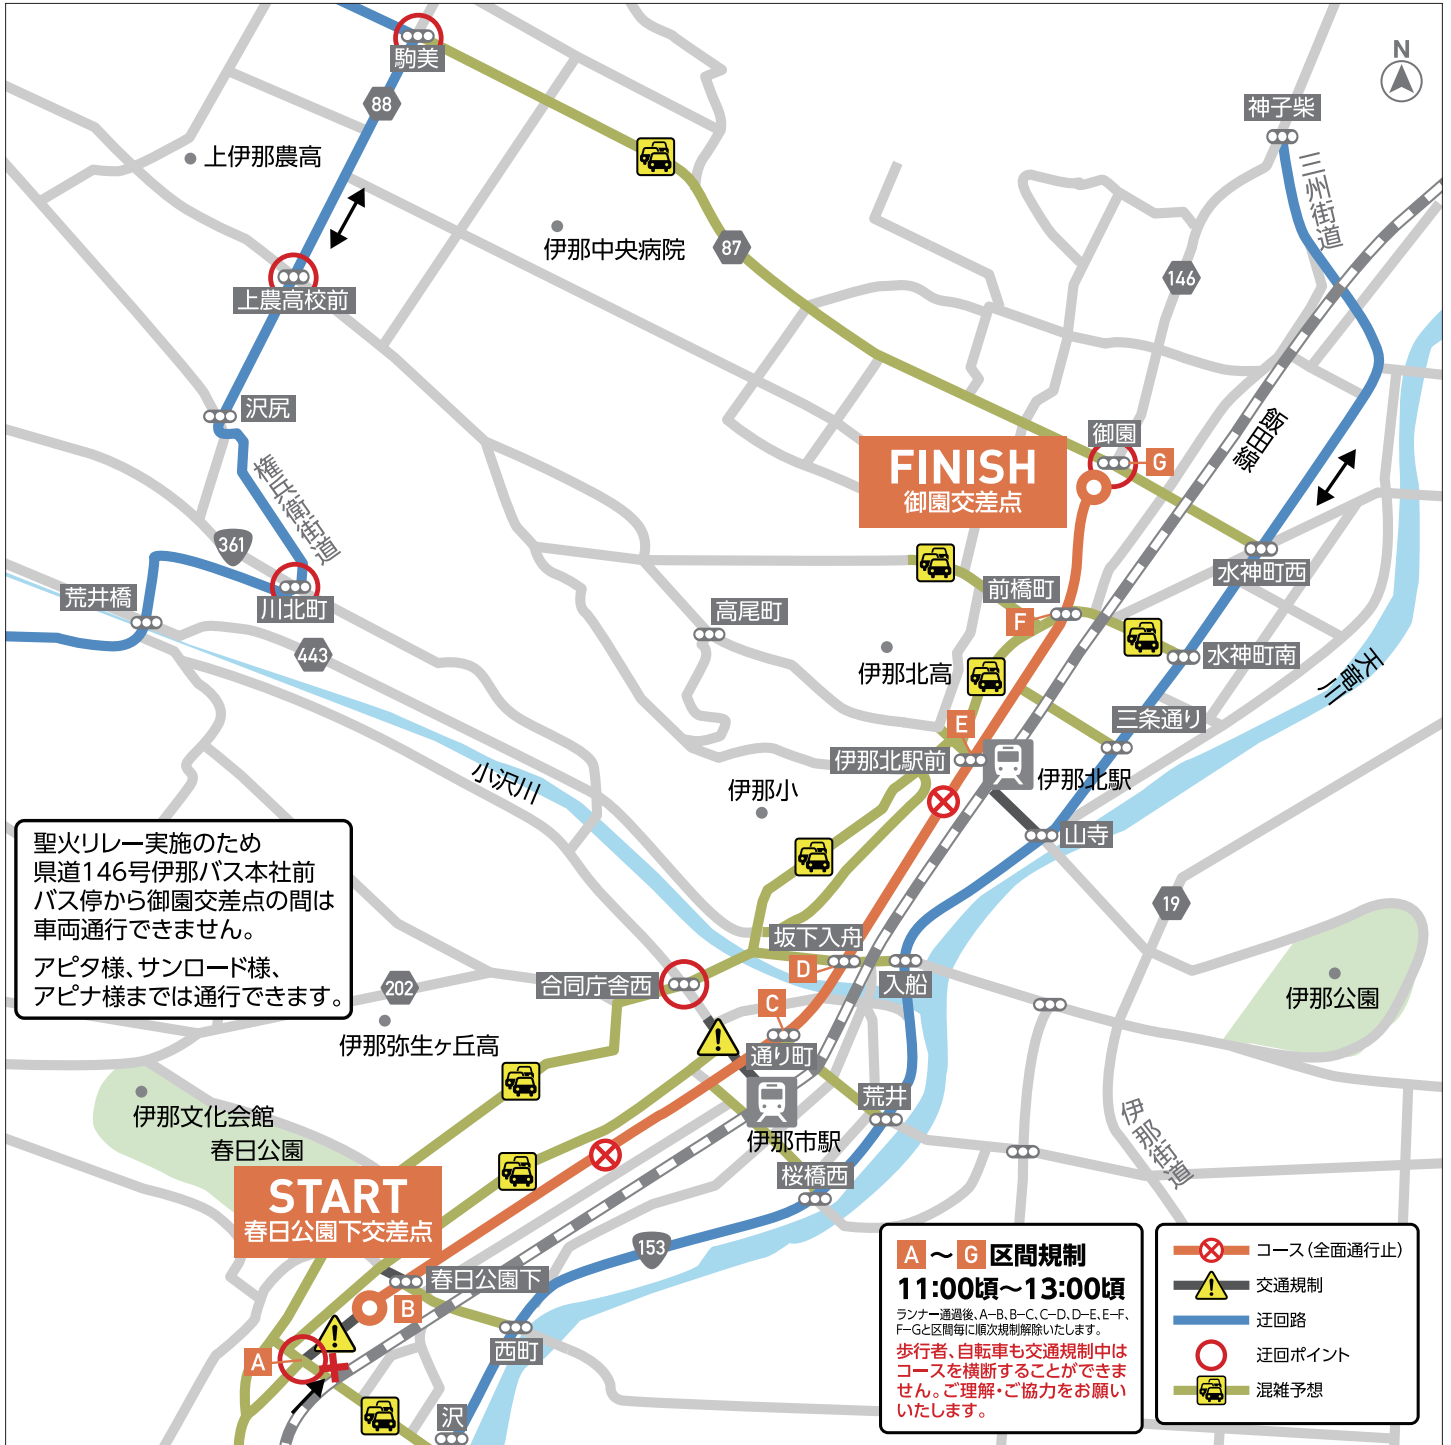 駒美
N
88
神子柴
上伊那農高
三州街道
伊那中央病院
87
146
上農高校前
沢尻
飯田線
御園
G
FINISH
御園交差点
権兵衛街道
361
水神町西
荒井橋
川北町
前橋町
高尾町
F
443
水神町南
伊那北高
天竜川
三条通り
E
伊那北駅前
伊那北駅
小沢川
伊那小
山寺
聖火リレー実施のため
県道146号伊那バス本社前
バス停から御園交差点の間は
車両通行できません。
アピタ様、サンロード様、
アピナ様までは通行できます。
19
坂下入舟
D
合同庁舎西
入船
202
C
伊那公園
伊那弥生ヶ丘高
通り町
荒井
伊那文化会館
春日公園
伊那市駅
伊那街道
桜橋西
START
春日公園下交差点
153
春日公園下
B
西町
A
沢
A 〜 G 区間規制
11:00頃〜13:00頃
ランナー通過後、A–B、B–C、C–D、D–E、E–F、
F–Gと区間毎に順次規制解除いたします。
歩行者、自転車も交通規制中は
コースを横断することができま
せん。ご理解・ご協力をお願い
いたします。
コース(全面通行止)
交通規制
迂回路
迂回ポイント
混雑予想